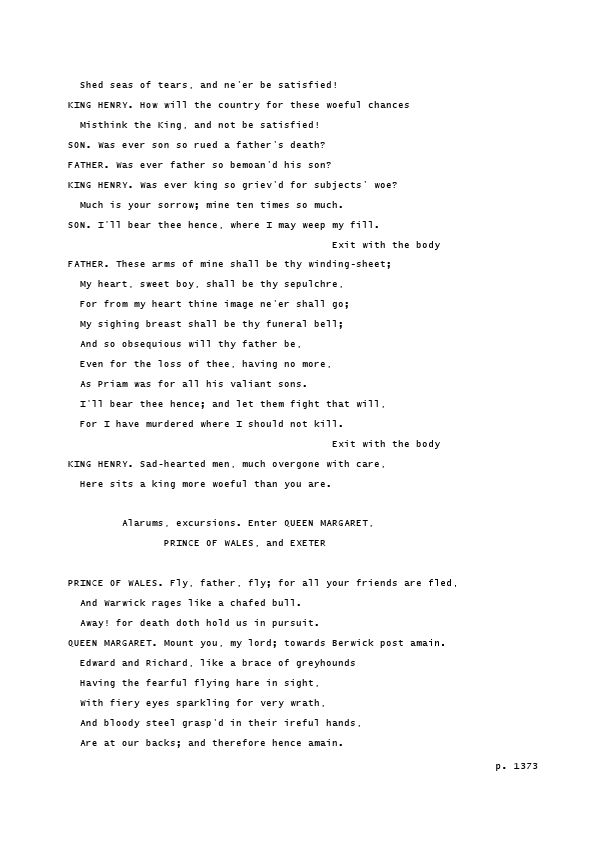 Shed seas of tears, and ne'er be satisfied!
KING HENRY. How will the country for these woeful chances
Misthink the King, and not be satisfied!
SON. Was ever son so rued a father's death?
FATHER. Was ever father so bemoan'd his son?
KING HENRY. Was ever king so griev'd for subjects' woe?
Much is your sorrow; mine ten times so much.
SON. I'll bear thee hence, where I may weep my fill.
Exit with the body
FATHER. These arms of mine shall be thy winding-sheet;
My heart, sweet boy, shall be thy sepulchre,
For from my heart thine image ne'er shall go;
My sighing breast shall be thy funeral bell;
And so obsequious will thy father be,
Even for the loss of thee, having no more,
As Priam was for all his valiant sons.
I'll bear thee hence; and let them fight that will,
For I have murdered where I should not kill.
Exit with the body
KING HENRY. Sad-hearted men, much overgone with care,
Here sits a king more woeful than you are.
Alarums, excursions. Enter QUEEN MARGARET,
PRINCE OF WALES, and EXETER
PRINCE OF WALES. Fly, father, fly; for all your friends are fled,
And Warwick rages like a chafed bull.
Away! for death doth hold us in pursuit.
QUEEN MARGARET. Mount you, my lord; towards Berwick post amain.
Edward and Richard, like a brace of greyhounds
Having the fearful flying hare in sight,
With fiery eyes sparkling for very wrath,
And bloody steel grasp'd in their ireful hands,
Are at our backs; and therefore hence amain.
p. 1373